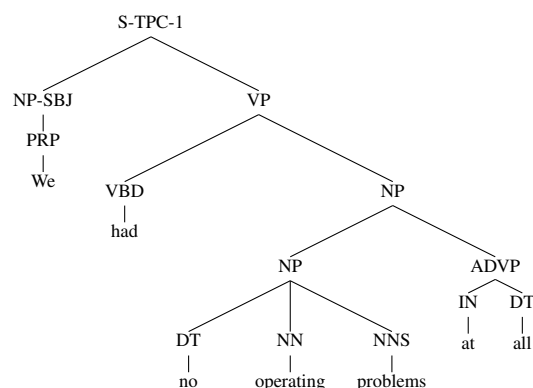 S-TPC-1
NP-SBJ VP
PRP
We VBD NP
had
NP ADVP
IN DT
DT NN NNS at all
no operating problems